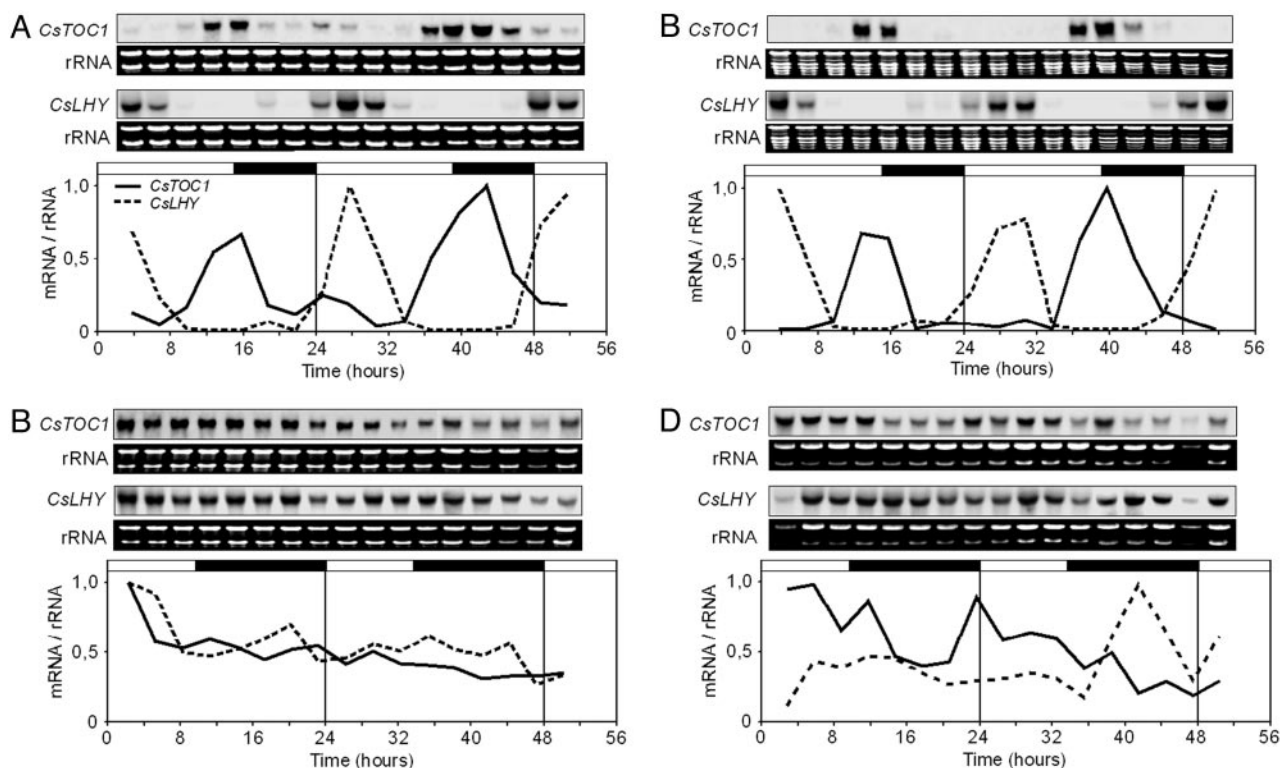 A
CsTOC1
rRNA
CsLHY
rRNA
1,0
0,5
0
mRNA / rRNA
CsTOC1
CsLHY
0 8 16 24 32 40 48 56
Time (hours)
B
CsTOC1
rRNA
CsLHY
rRNA
1,0
0,5
0
mRNA / rRNA
0 8 16 24 32 40 48 56
Time (hours)
B
CsTOC1
rRNA
CsLHY
rRNA
1,0
0,5
0
mRNA / rRNA
0 8 16 24 32 40 48 56
Time (hours)
D
CsTOC1
rRNA
CsLHY
rRNA
1,0
0,5
0
mRNA / rRNA
0 8 16 24 32 40 48 56
Time (hours)